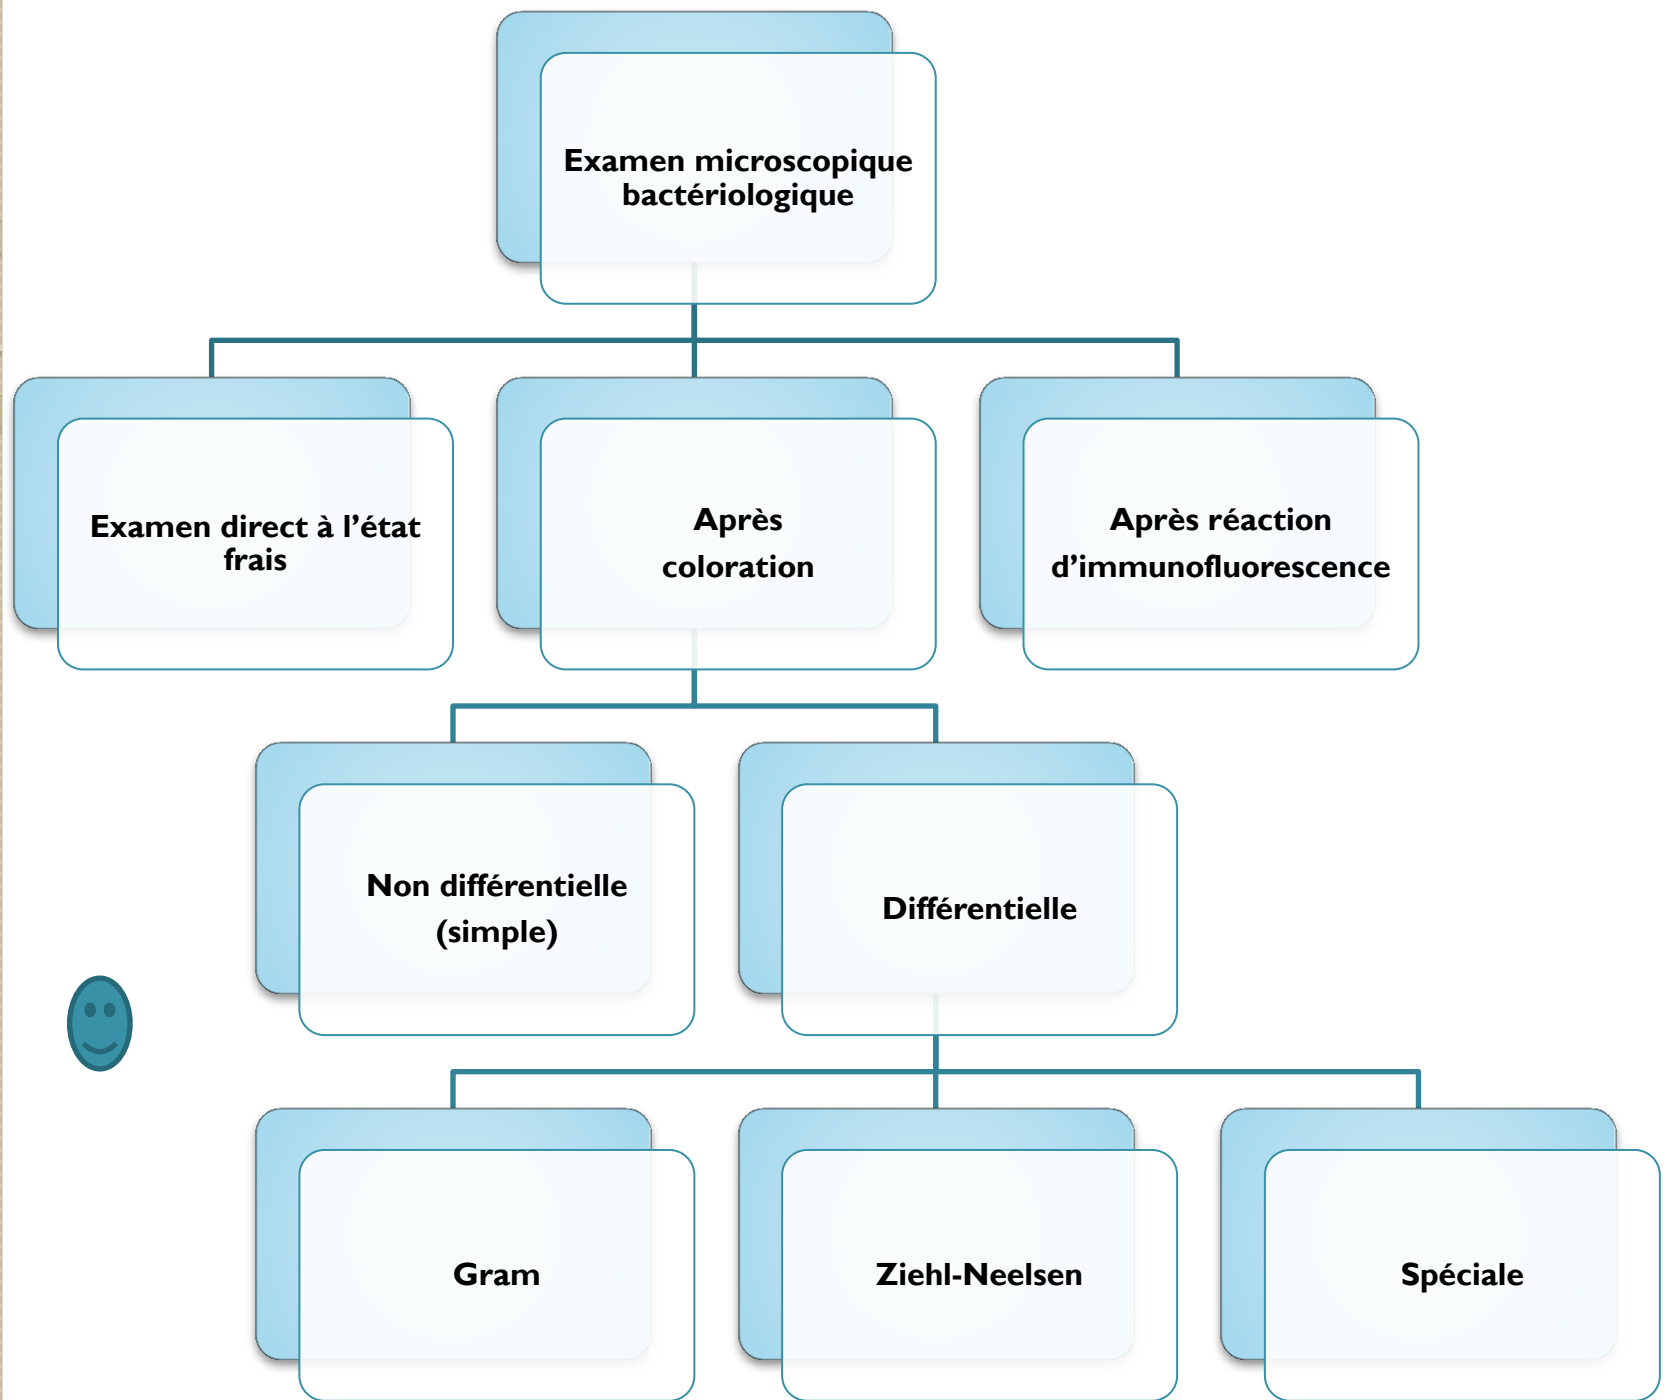 Examen microscopique
bactériologique
Examen direct à l’état
frais
Après
coloration
Après réaction
d’immunofluorescence
Non différentielle
(simple)
Différentielle
Gram
Ziehl-Neelsen
Spéciale